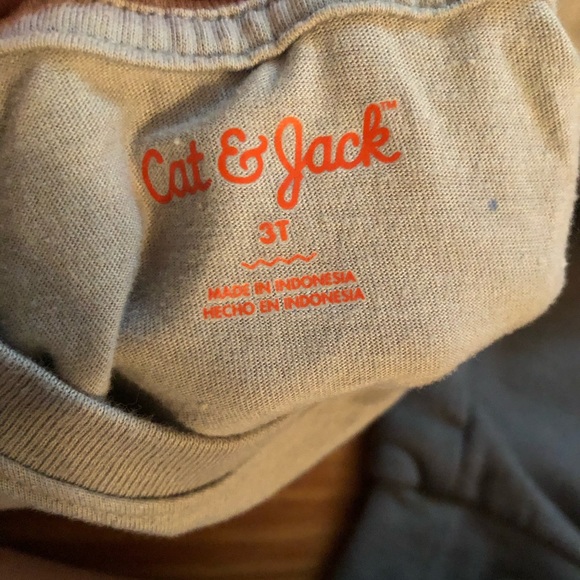 Cat & Jack™
3T
MADE IN INDONESIA
HECHO EN INDONESIA